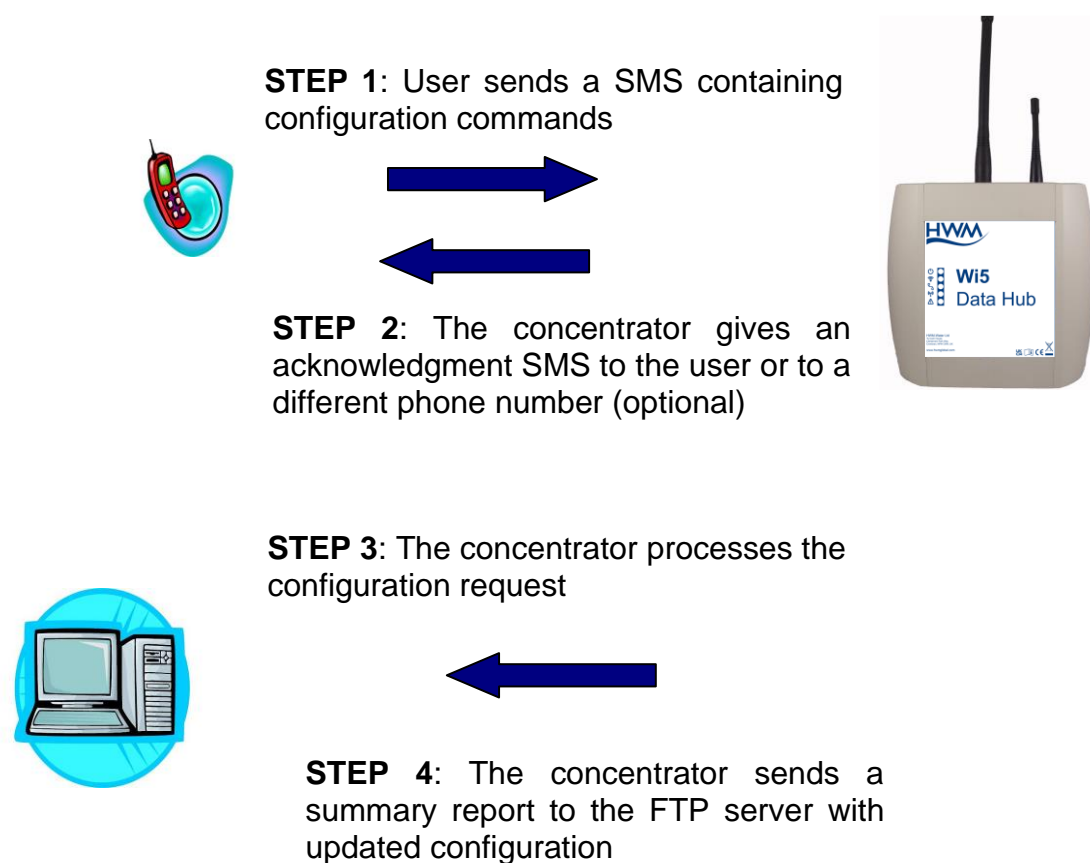 STEP 1: User sends a SMS containing
configuration commands
HWM
Wi5
Data Hub
STEP 2: The concentrator gives an
acknowledgment SMS to the user or to a
different phone number (optional)
STEP 3: The concentrator processes the
configuration request
STEP 4: The concentrator sends a
summary report to the FTP server with
updated configuration